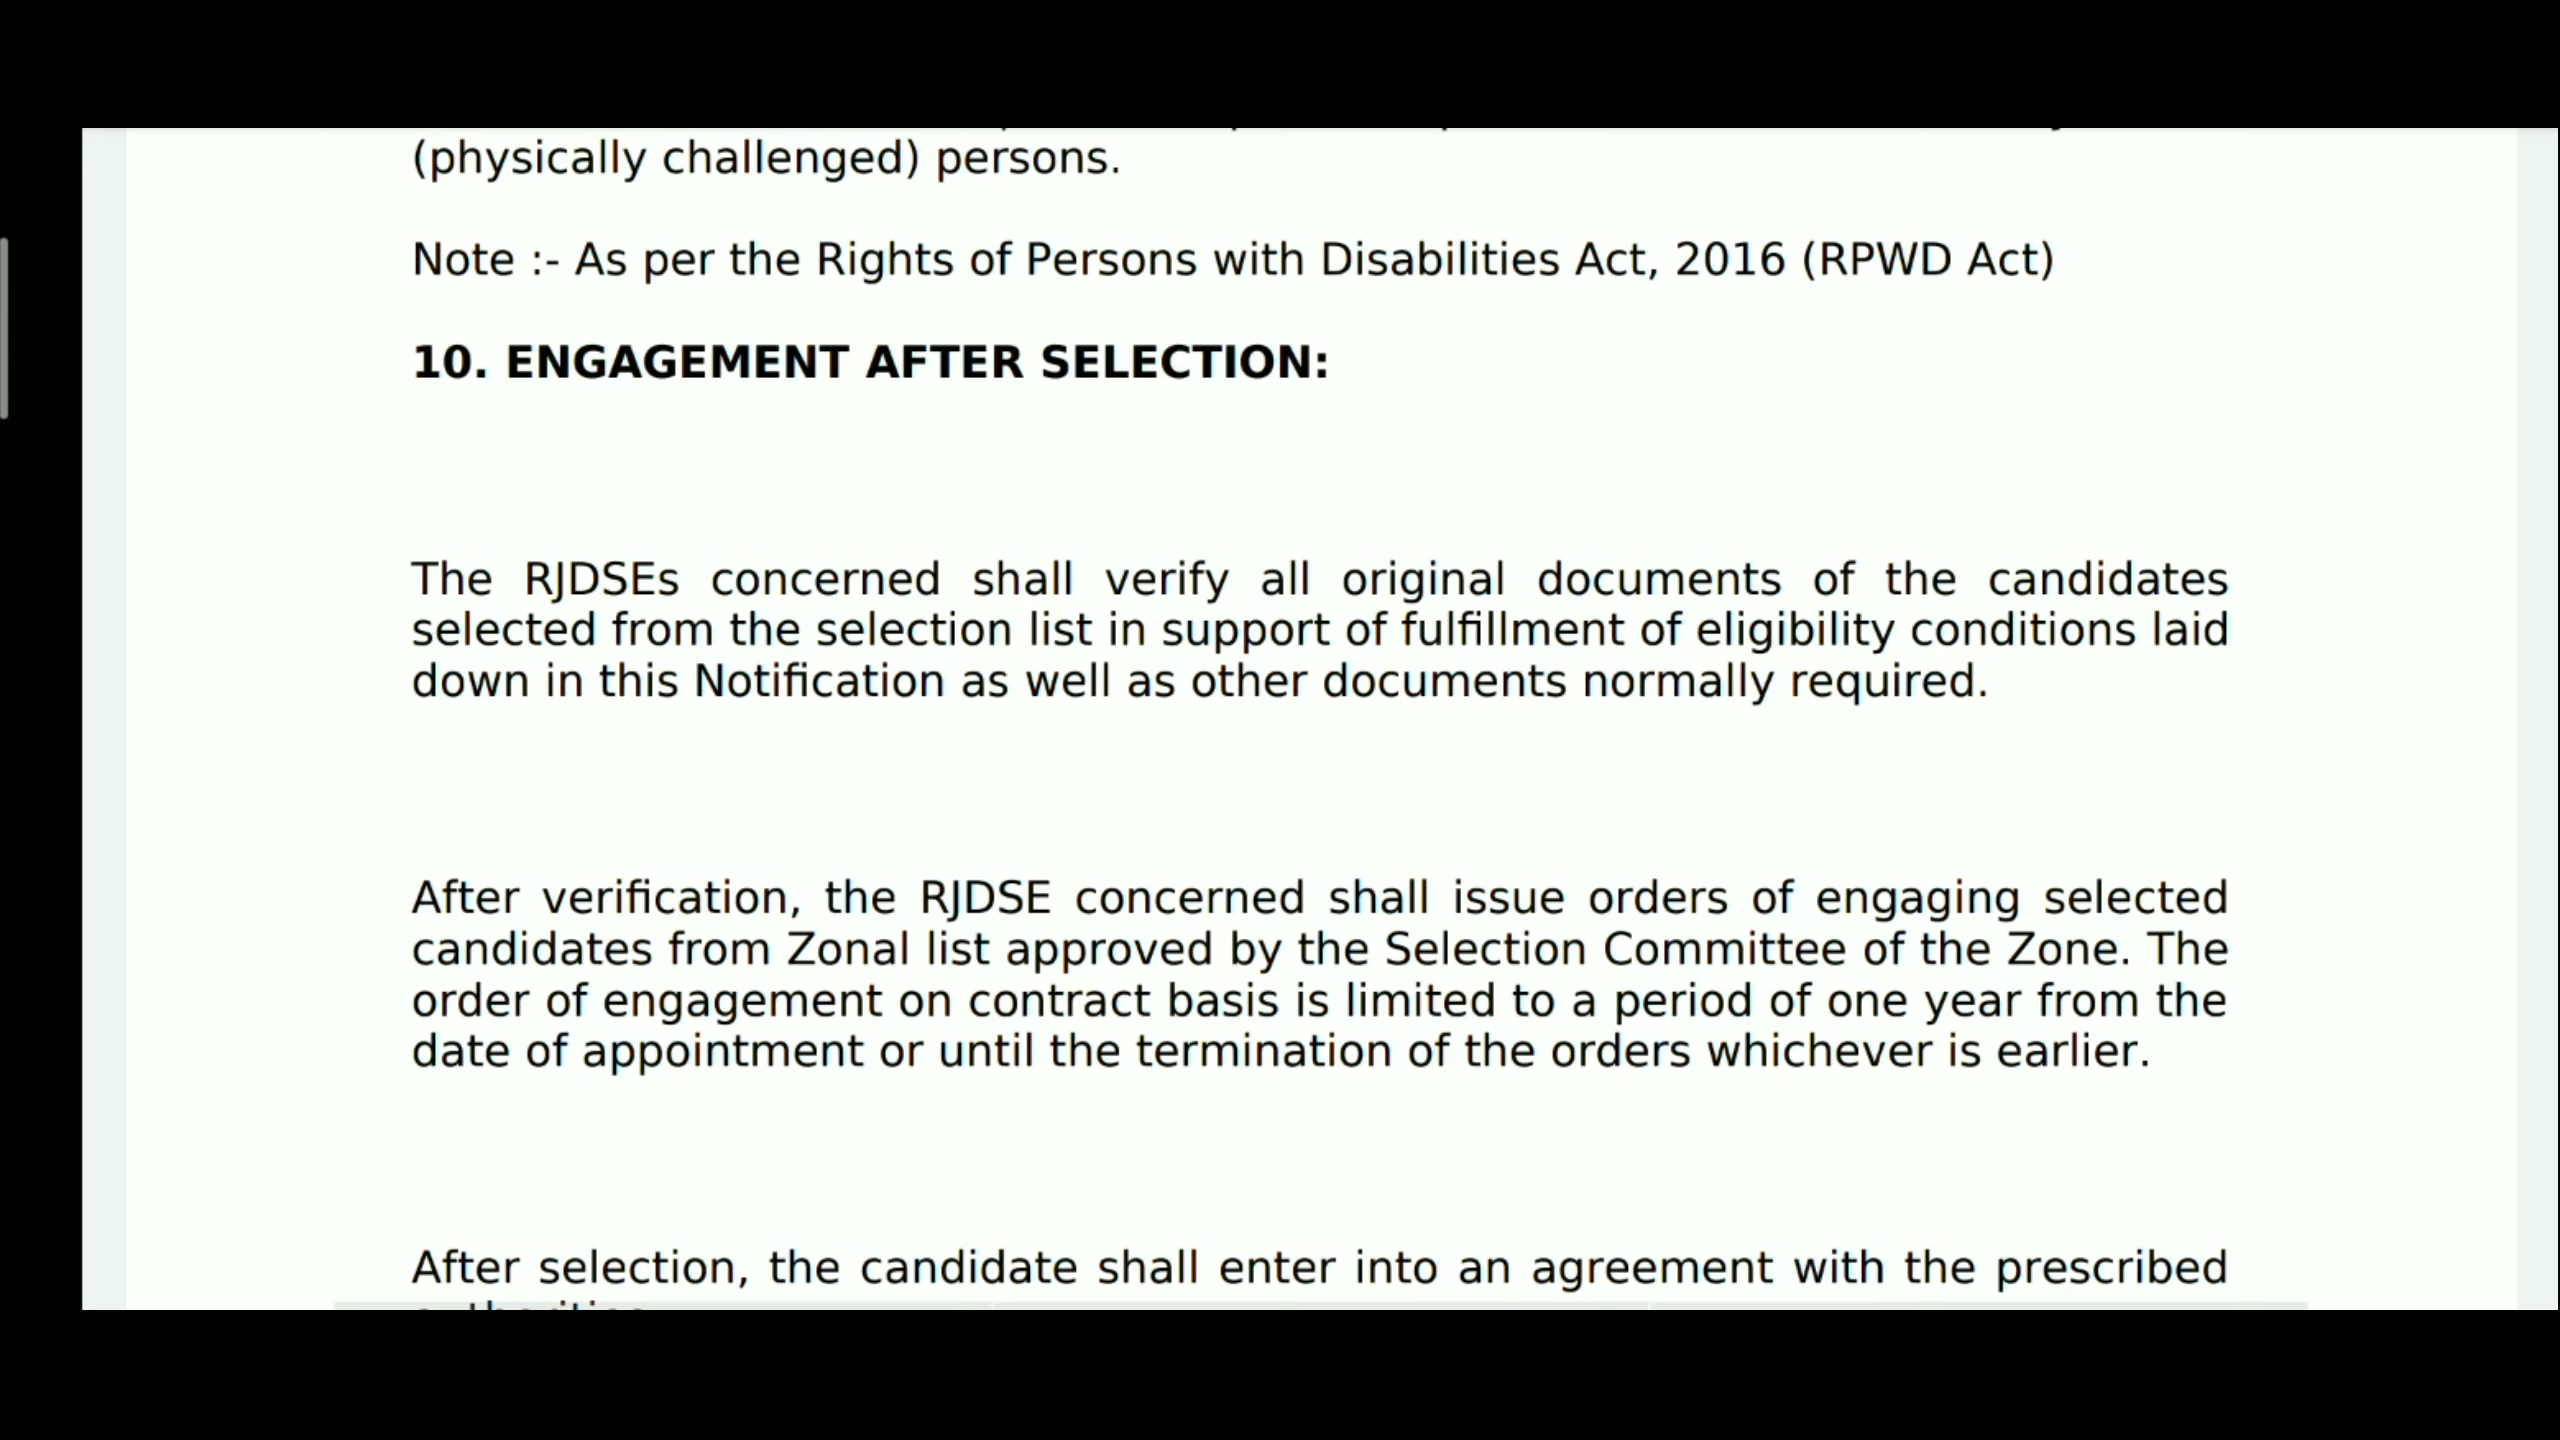 (physically challenged) persons.
Note :- As per the Rights of Persons with Disabilities Act, 2016 (RPWD Act)
10. ENGAGEMENT AFTER SELECTION:
The RJDSEs concerned shall verify all original documents of the candidates
selected from the selection list in support of fulfillment of eligibility conditions laid
down in this Notification as well as other documents normally required.
After verification, the RJDSE concerned shall issue orders of engaging selected
candidates from Zonal list approved by the Selection Committee of the Zone. The
order of engagement on contract basis is limited to a period of one year from the
date of appointment or until the termination of the orders whichever is earlier.
After selection, the candidate shall enter into an agreement with the prescribed